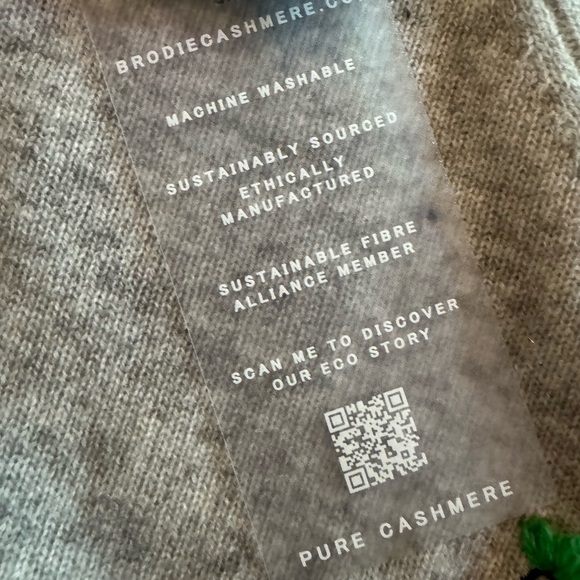 BRODIECASHMERE.CO
MACHINE WASHABLE
SUSTAINABLY SOURCED
ETHICALLY
MANUFACTURED
SUSTAINABLE FIBRE
ALLIANCE MEMBER
SCAN ME TO DISCOVER
OUR ECO STORY
PURE CASHMERE